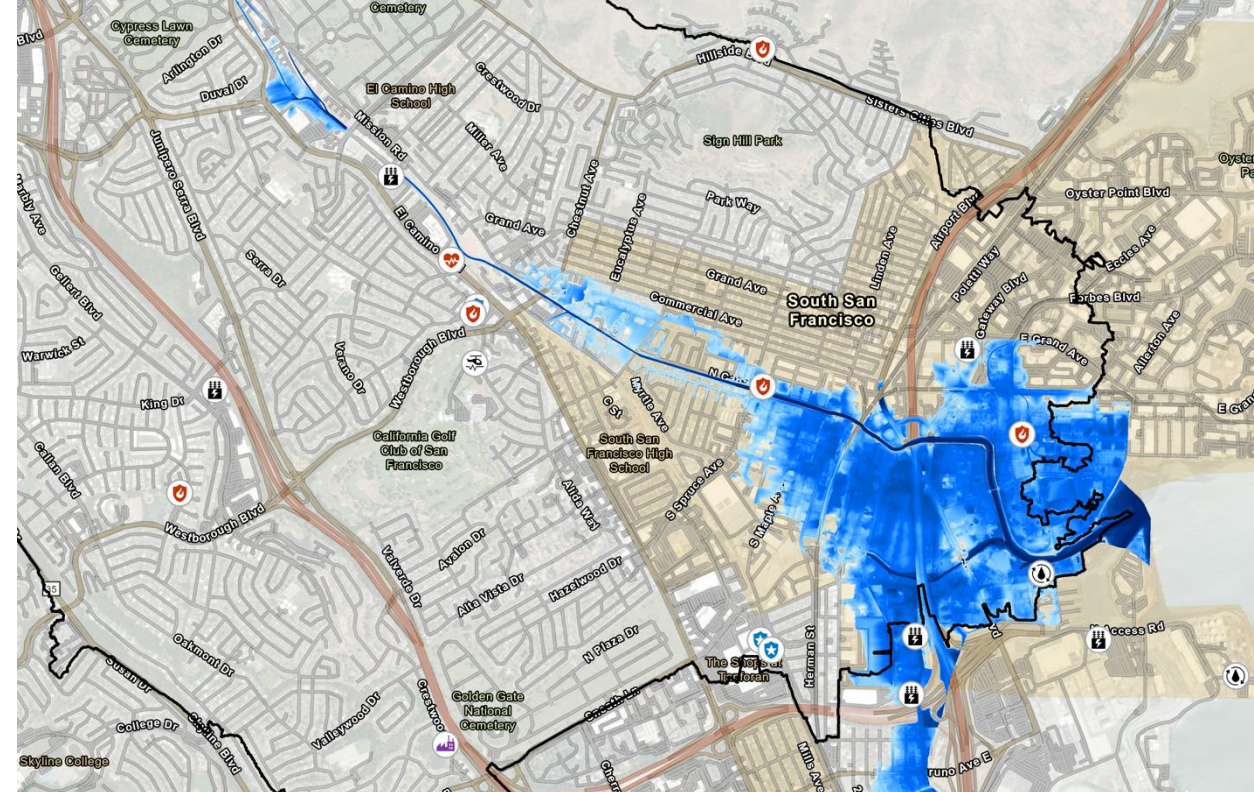 Cemetery
Cypress Lawn
Cemetery
Blvd
Arlington Dr
Duval Dr
El Camino High
School
Crestwood Dr
Hillside
Mission Rd
Miller Ave
Sisters Cities Blvd
Sign Hill Park
Junipero Serra Blvd
Chestnut Ave
Oyster Point Blvd
Eucalyptus Ave
Park Way
Airport Blvd
El Camino
Grand Ave
Linden Ave
Eccles Ave
Serra Dr
Poletti Way
Gellert Blvd
Grand Ave
Gateway Blvd
Forbes Blvd
Commercial Ave
South San
Francisco
Allerton Ave
Warwick St
Verano Dr
Westborough Blvd
E Grand Ave
King Dr
Myrtle Ave
C St
California Golf
Club of San
Francisco
South San
Francisco High
School
Callan Blvd
S Spruce Ave
Alida Way
Westborough Blvd
Avalon Dr
Valverde Dr
Hazelwood Dr
35
Alta Vista Dr
N Access Rd
Oakmont Dr
N Plaza Dr
Herman St
The Shops at
Tanforan
Susan Dr
Golden Gate
National
Cemetery
Valleywood Dr
College Dr
Skyline Blvd
Skyline College
Mills Ave